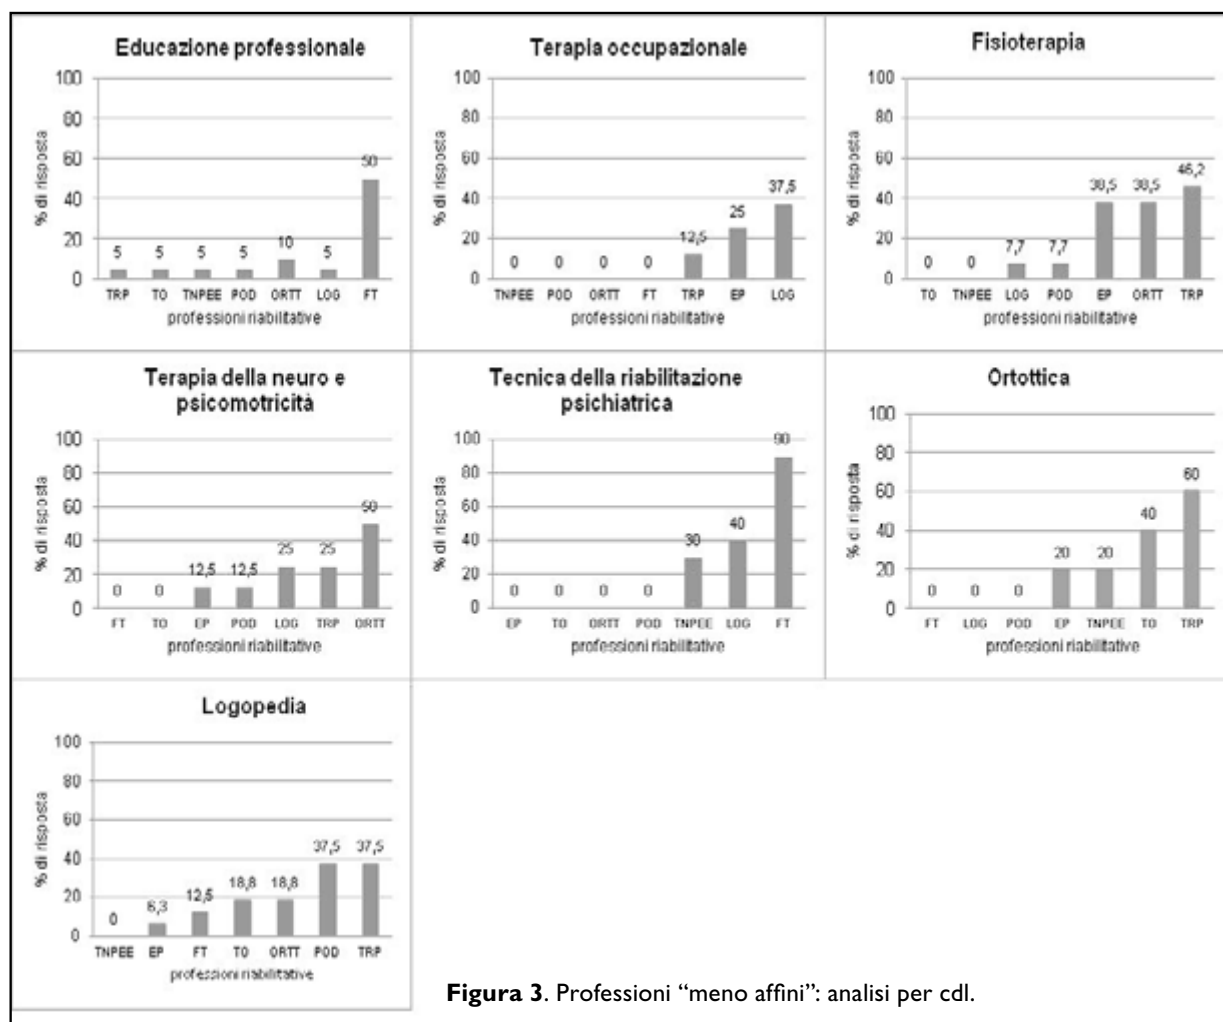 Educazione professionale
100
80
60
40
20
0
% di risposta
5 5 5 5 10 5 50
TRP TO TNPEE POD ORTT LOG FT
professioni riabilitative
Terapia occupazionale
100
80
60
40
20
0
% di risposta
0 0 0 0 12,5 25 37,5
TNPEE POD ORTT FT TRP EP LOG
professioni riabilitative
Fisioterapia
100
80
60
40
20
0
% di risposta
0 0 7,7 7,7 38,5 38,5 46,2
TO TNPEE LOG POD EP ORTT TRP
professioni riabilitative
Terapia della neuro e
psicomotricità
100
80
60
40
20
0
% di risposta
0 0 12,5 12,5 25 25 50
FT TO EP POD LOG TRP ORTT
professioni riabilitative
Tecnica della riabilitazione
psichiatrica
100
80
60
40
20
0
% di risposta
0 0 0 0 30 40 90
EP TO ORTT POD TNPEE LOG FT
professioni riabilitative
Ortottica
100
80
60
40
20
0
% di risposta
0 0 0 20 20 40 60
FT LOG POD EP TNPEE TO TRP
professioni riabilitative
Logopedia
100
80
60
40
20
0
% di risposta
0 6,3 12,5 18,8 18,8 37,5 37,5
TNPEE EP FT TO ORTT POD TRP
professioni riabilitative
Figura 3. Professioni “meno affini”: analisi per cdl.